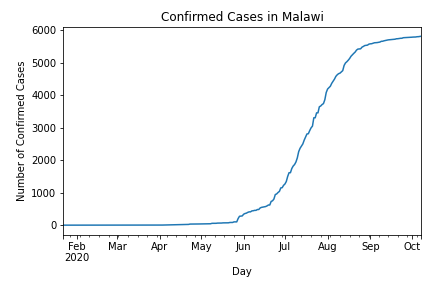 Confirmed Cases in Malawi
6000
5000
4000
3000
2000
1000
0
Number of Confirmed Cases
Feb Mar Apr May Jun Jul Aug Sep Oct
2020
Day